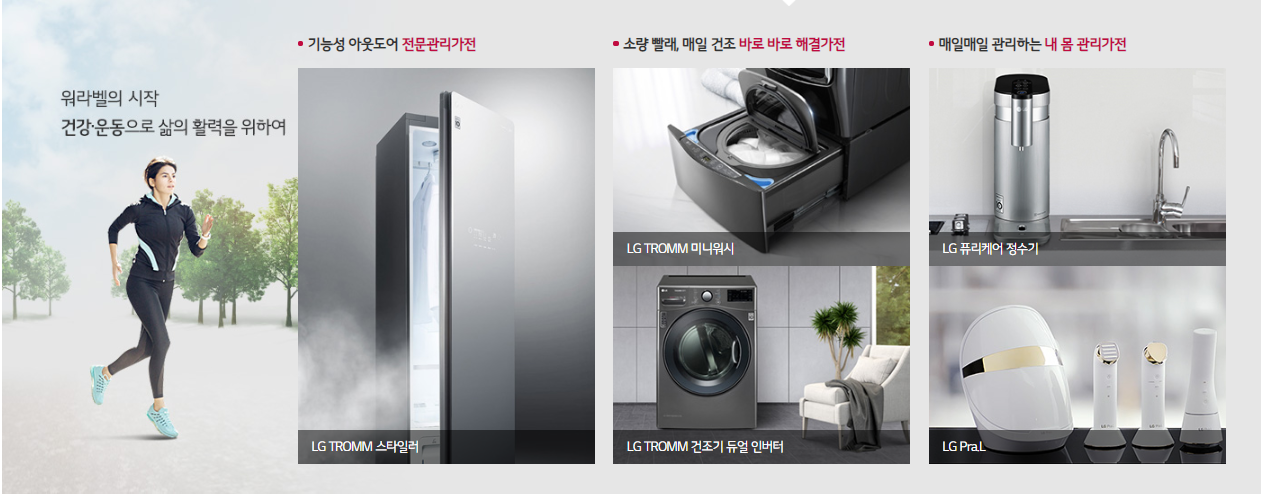 워라벨의 시작
건강·운동으로 삶의 활력을 위하여
• 기능성 아웃도어 전문관리가전
LG TROMM 스타일러
• 소량 빨래, 매일 건조 바로 바로 해결가전
LG TROMM 미니워시
LG TROMM 건조기 듀얼 인버터
• 매일매일 관리하는 내 몸 관리가전
LG 퓨리케어 정수기
LG Pra.L